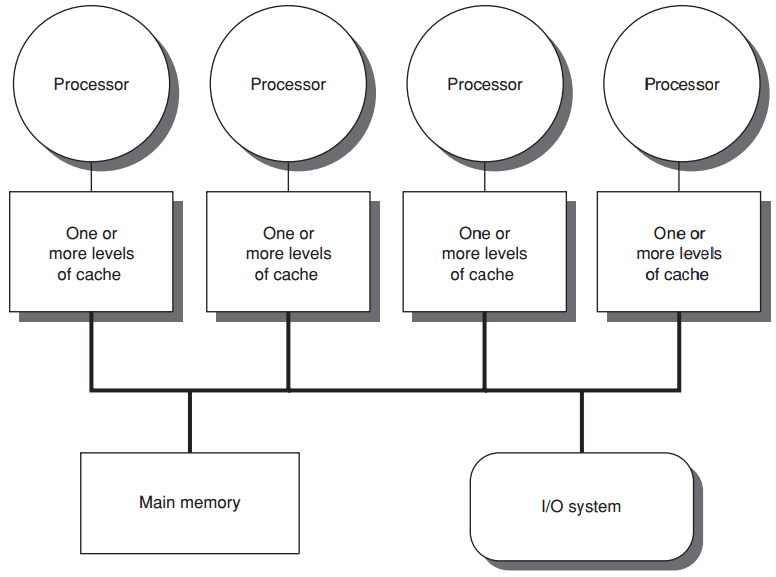 Processor
Processor
Processor
Processor
One or
more levels
of cache
One or
more levels
of cache
One or
more levels
of cache
One or
more levels
of cache
Main memory
I/O system